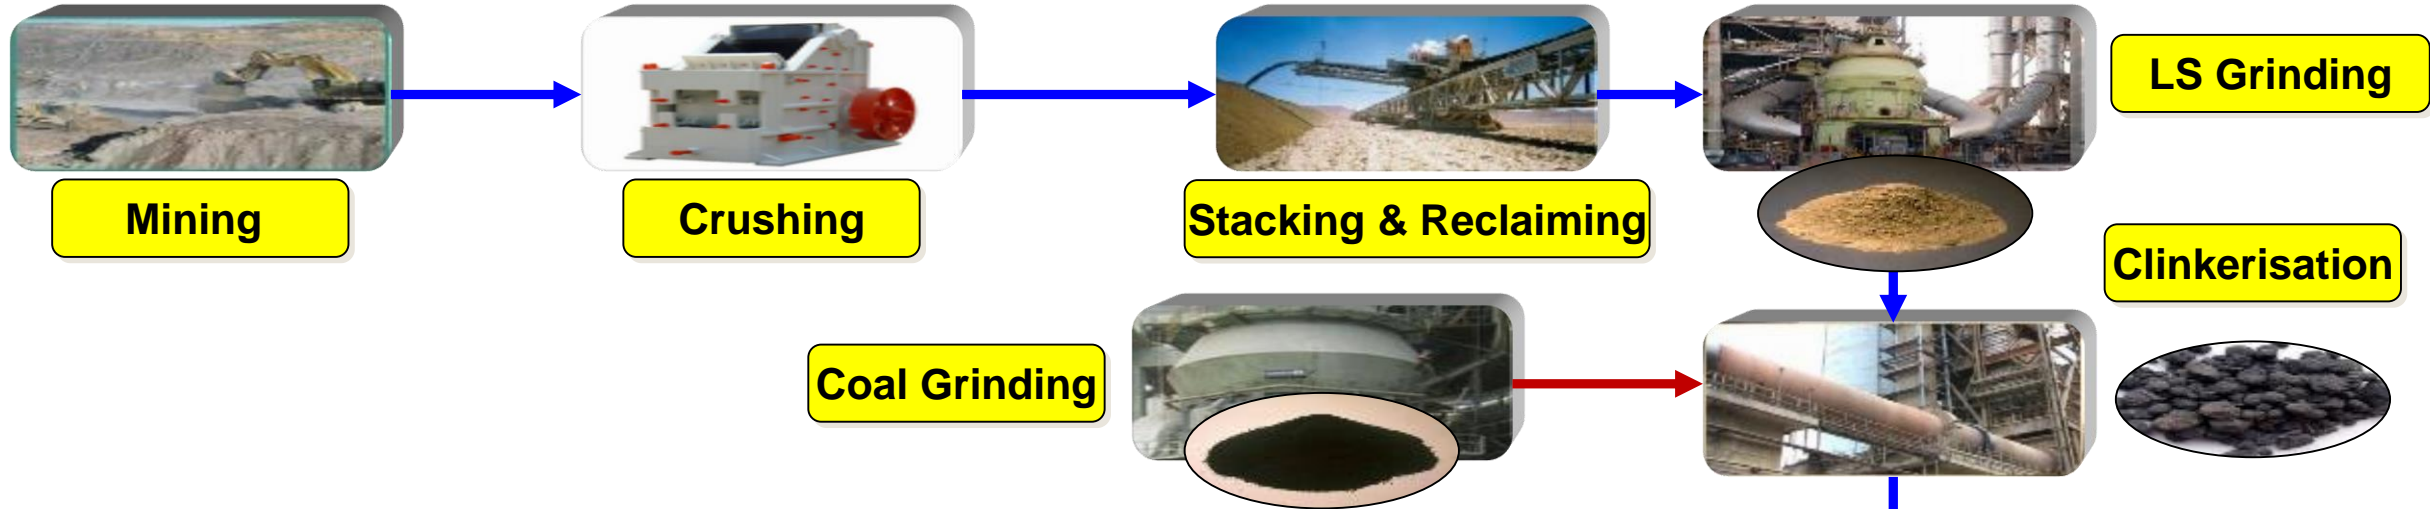 LS Grinding
Mining
Crushing
Stacking & Reclaiming
Clinkerisation
Coal Grinding